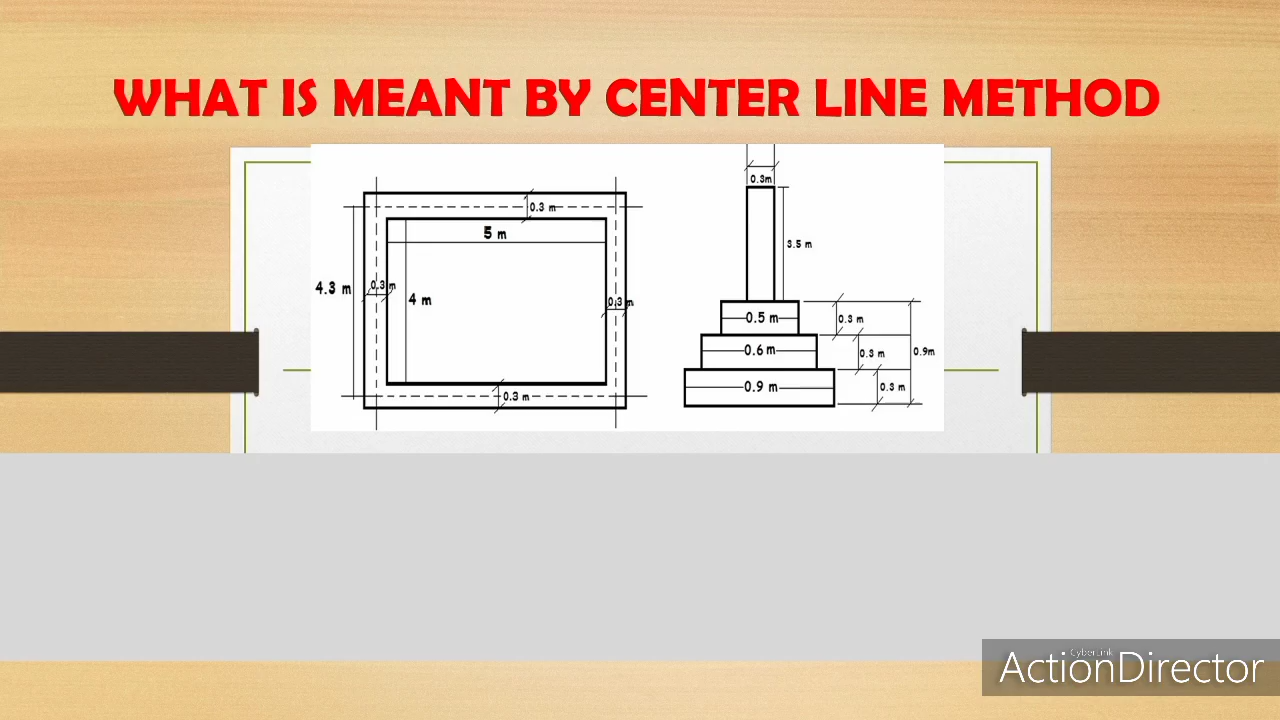 WHAT IS MEANT BY CENTER LINE METHOD
0.3 m
5 m
4.3 m
0.3 m
4 m
0.3 m
0.3 m
0.3m
3.5 m
0.5 m
0.3 m
0.6 m
0.3 m
0.9m
0.9 m
0.3 m
CyberLink
ActionDirector